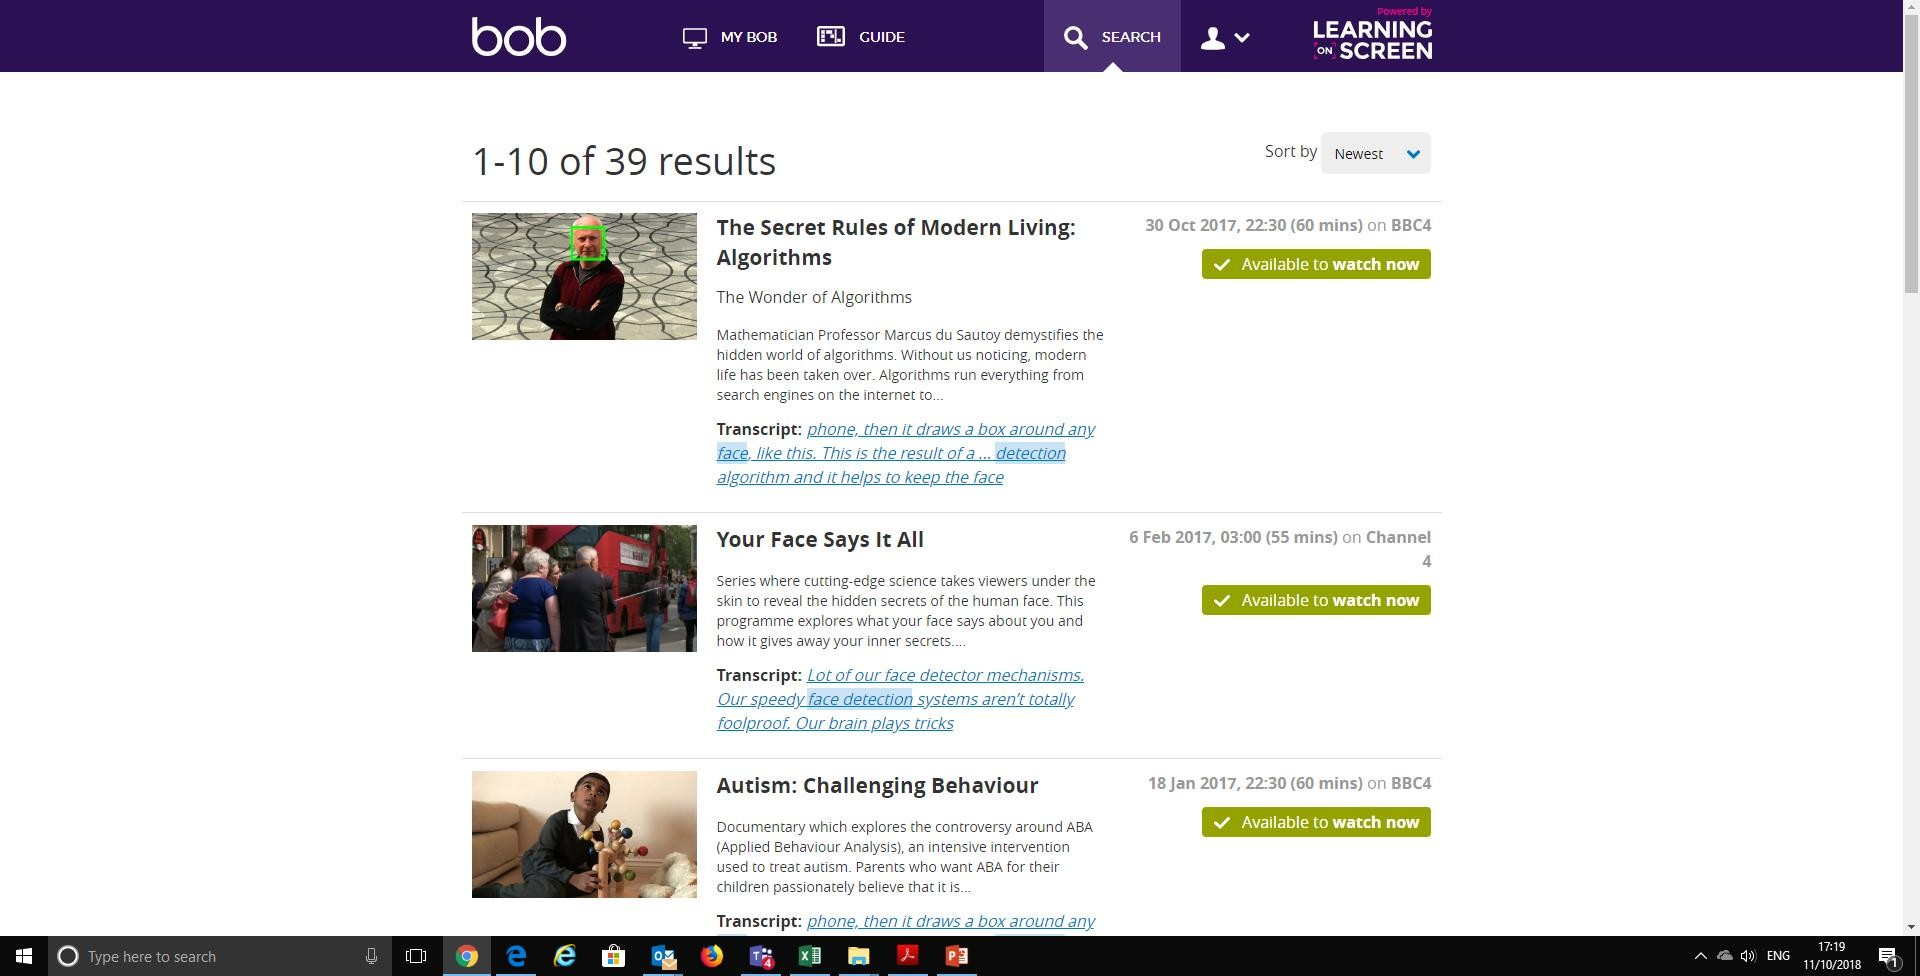 bob
MY BOB
GUIDE
SEARCH
Powered by
LEARNING
ON SCREEN
1-10 of 39 results
Sort by
Newest
The Secret Rules of Modern Living:
Algorithms
30 Oct 2017, 22:30 (60 mins) on BBC4
Available to watch now
The Wonder of Algorithms
Mathematician Professor Marcus du Sautoy demystifies the
hidden world of algorithms. Without us noticing, modern
life has been taken over. Algorithms run everything from
search engines on the internet to...
Transcript: phone, then it draws a box around any
face, like this. This is the result of a ... detection
algorithm and it helps to keep the face
Your Face Says It All
6 Feb 2017, 03:00 (55 mins) on Channel
4
Available to watch now
Series where cutting-edge science takes viewers under the
skin to reveal the hidden secrets of the human face. This
programme explores what your face says about you and
how it gives away your inner secrets....
Transcript: Lot of our face detector mechanisms.
Our speedy face detection systems aren't totally
foolproof. Our brain plays tricks
Autism: Challenging Behaviour
18 Jan 2017, 22:30 (60 mins) on BBC4
Available to watch now
Documentary which explores the controversy around ABA
(Applied Behaviour Analysis), an intensive intervention
used to treat autism. Parents who want ABA for their
children passionately believe that it is...
Transcript: phone, then it draws a box around any
Type here to search
4
ENG
17:19
11/10/2018
1